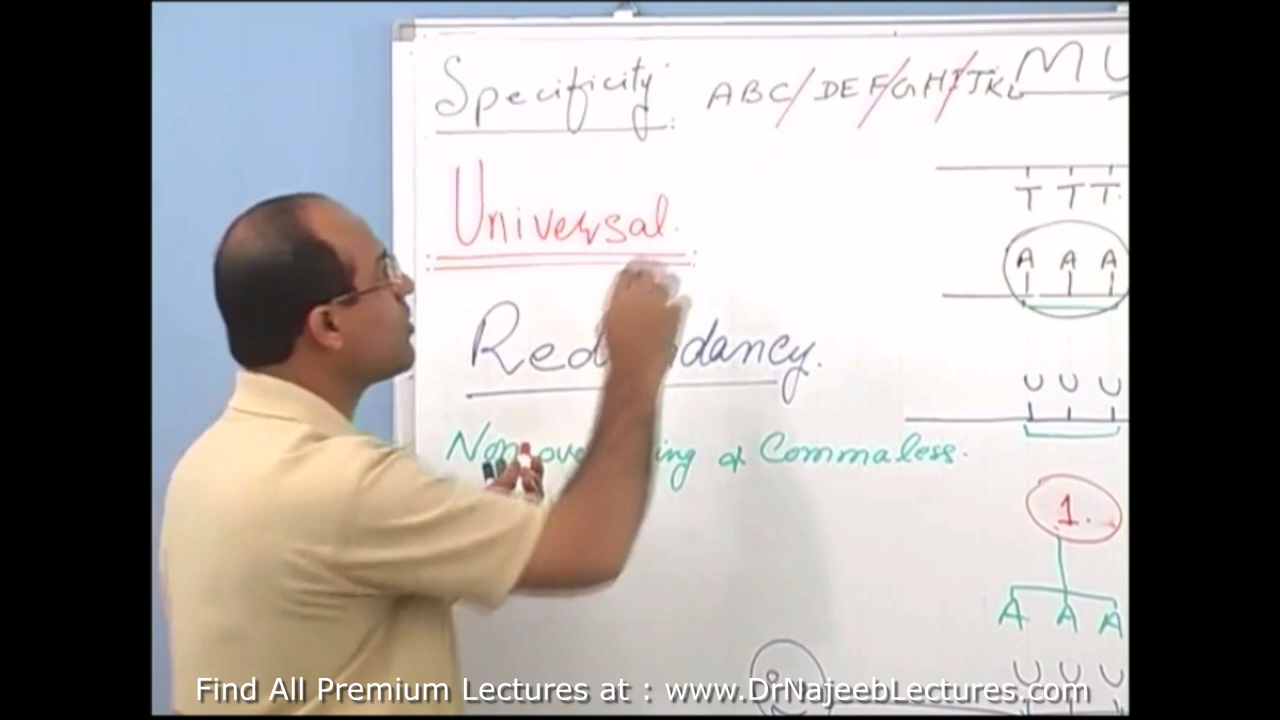 Specificity: ABC/DEF/GHI/JKL MU
Universal.
T T T.
A A A
Redundancy.
U U U
Non overlapping & Commaless.
1.
A A A
U U U
Find All Premium Lectures at : www.DrNajeebLectures.com